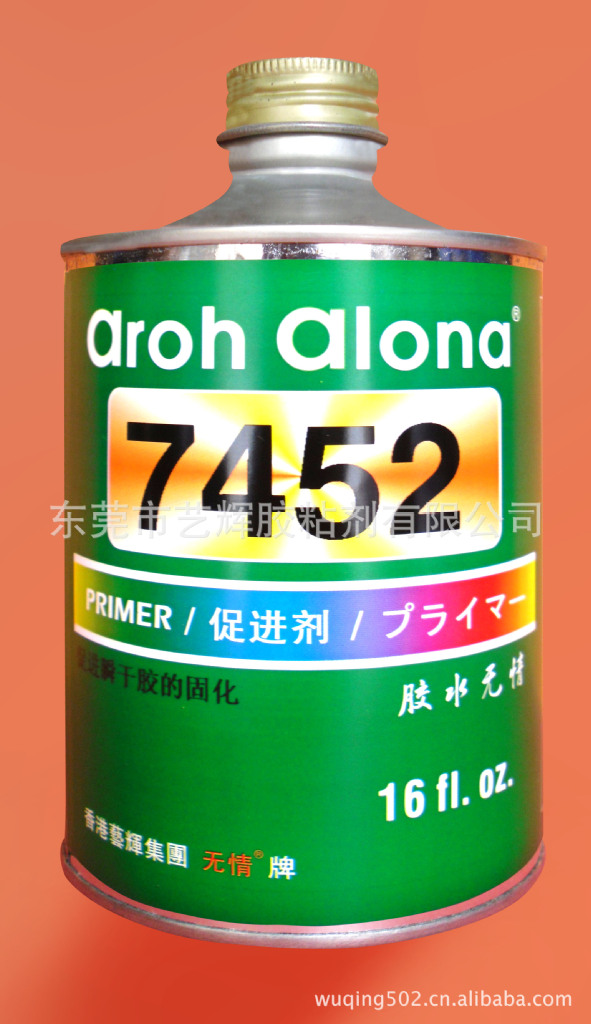 aroh alona®
7452
东莞市艺辉胶粘剂有限公司
PRIMER / 促进剂 / プライマー
促进瞬干胶的固化
胶水无情
16 fl. oz.
香港藝輝集團 无情®牌
wuqing502.cn.alibaba.com